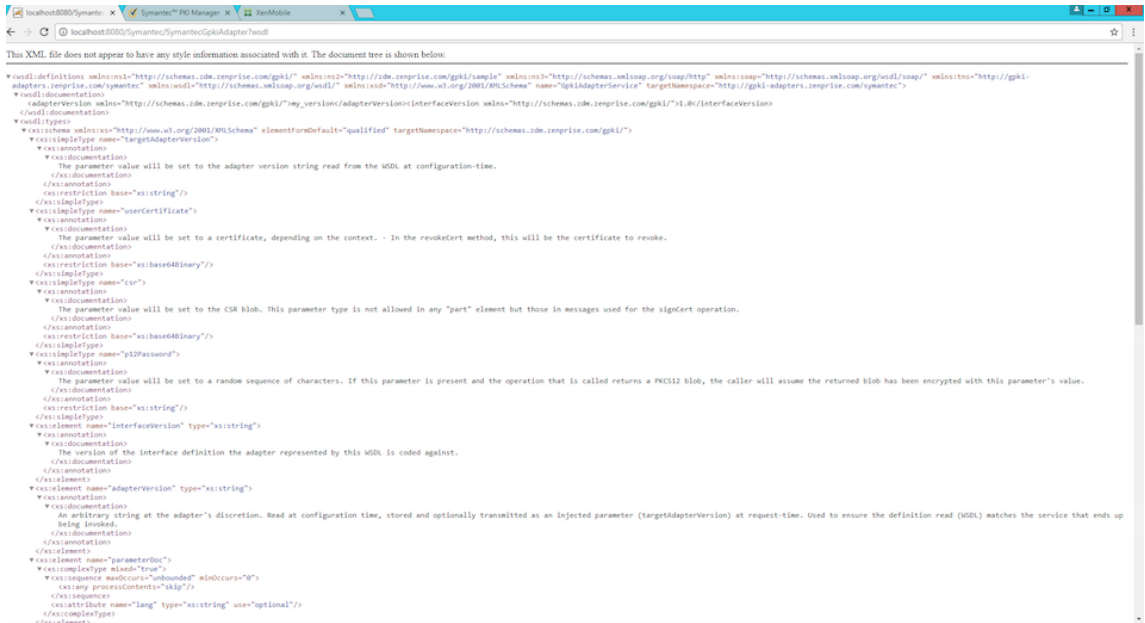 localhost:8080/Symantec
Symantec™ PKI Manager
XenMobile
localhost:8080/Symantec/SymantecGpkiAdapter?wsdl
This XML file does not appear to have any style information associated with it. The document tree is shown below.
▼<wsdl:definitions xmlns:ns1="http://schemas.zdm.zenprise.com/gpki/" xmlns:ns2="http://zdm.zenprise.com/gpki/sample" xmlns:ns3="http://schemas.xmlsoap.org/soap/http" xmlns:soap="http://schemas.xmlsoap.org/wsdl/soap/" xmlns:tns="http://gpki-
adapters.zenprise.com/symantec" xmlns:wsdl="http://schemas.xmlsoap.org/wsdl/" xmlns:xsd="http://www.w3.org/2001/XMLSchema" name="GpkiAdapterService" targetNamespace="http://gpki-adapters.zenprise.com/symantec">
▼<wsdl:documentation>
<adapterVersion xmlns="http://schemas.zdm.zenprise.com/gpki/">my_version</adapterVersion><interfaceVersion xmlns="http://schemas.zdm.zenprise.com/gpki/">1.0</interfaceVersion>
</wsdl:documentation>
▼<wsdl:types>
▼<xs:schema xmlns:xs="http://www.w3.org/2001/XMLSchema" elementFormDefault="qualified" targetNamespace="http://schemas.zdm.zenprise.com/gpki/">
▼<xs:simpleType name="targetAdapterVersion">
▼<xs:annotation>
▼<xs:documentation>
The parameter value will be set to the adapter version string read from the WSDL at configuration-time.
</xs:documentation>
</xs:annotation>
<xs:restriction base="xs:string"/>
</xs:simpleType>
▼<xs:simpleType name="userCertificate">
▼<xs:annotation>
▼<xs:documentation>
The parameter value will be set to a certificate, depending on the context. - In the revokeCert method, this will be the certificate to revoke.
</xs:documentation>
</xs:annotation>
<xs:restriction base="xs:base64Binary"/>
</xs:simpleType>
▼<xs:simpleType name="csr">
▼<xs:annotation>
▼<xs:documentation>
The parameter value will be set to the CSR blob. This parameter type is not allowed in any "part" element but those in messages used for the signCert operation.
</xs:documentation>
</xs:annotation>
<xs:restriction base="xs:base64Binary"/>
</xs:simpleType>
▼<xs:simpleType name="p12Password">
▼<xs:annotation>
▼<xs:documentation>
The parameter value will be set to a random sequence of characters. If this parameter is present and the operation that is called returns a PKCS12 blob, the caller will assume the returned blob has been encrypted with this parameter's value.
</xs:documentation>
</xs:annotation>
<xs:restriction base="xs:string"/>
</xs:simpleType>
▼<xs:element name="interfaceVersion" type="xs:string">
▼<xs:annotation>
▼<xs:documentation>
The version of the interface definition the adapter represented by this WSDL is coded against.
</xs:documentation>
</xs:annotation>
</xs:element>
▼<xs:element name="adapterVersion" type="xs:string">
▼<xs:annotation>
▼<xs:documentation>
An arbitrary string at the adapter's discretion. Read at configuration time, stored and optionally transmitted as an injected parameter (targetAdapterVersion) at request-time. Used to ensure the definition read (WSDL) matches the service that ends up
being invoked.
</xs:documentation>
</xs:annotation>
</xs:element>
▼<xs:element name="parameterDoc">
▼<xs:complexType mixed="true">
▼<xs:sequence maxOccurs="unbounded" minOccurs="0">
<xs:any processContents="skip"/>
</xs:sequence>
<xs:attribute name="lang" type="xs:string" use="optional"/>
</xs:complexType>
</xs:element>